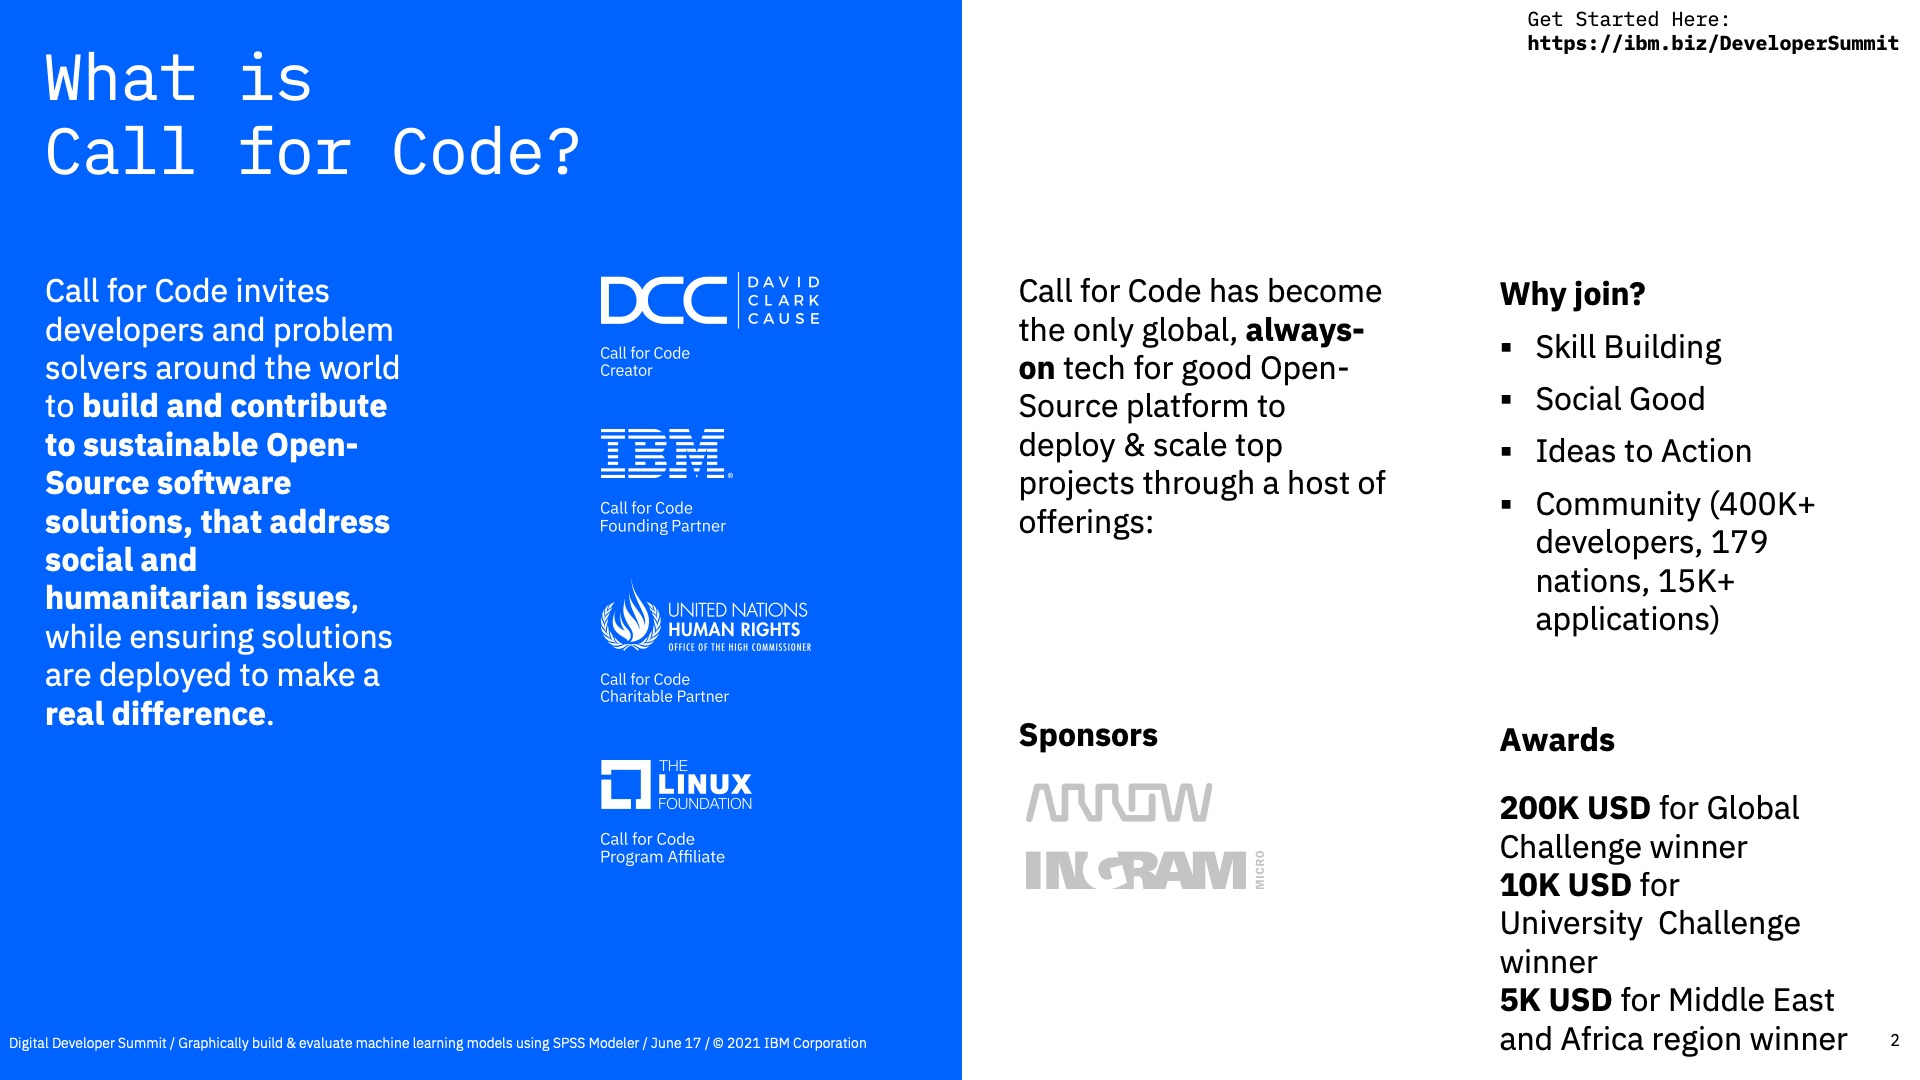 Get Started Here:
https://ibm.biz/DeveloperSummit
What is
Call for Code?
Call for Code invites
developers and problem
solvers around the world
to build and contribute
to sustainable Open-
Source software
solutions, that address
social and
humanitarian issues,
while ensuring solutions
are deployed to make a
real difference.
DCC
DAVID
CLARK
CAUSE
Call for Code
Creator
IBM®
Call for Code
Founding Partner
UNITED NATIONS
HUMAN RIGHTS
OFFICE OF THE HIGH COMMISSIONER
Call for Code
Charitable Partner
THE
LINUX
FOUNDATION
Call for Code
Program Affiliate
Call for Code has become
the only global, always-
on tech for good Open-
Source platform to
deploy & scale top
projects through a host of
offerings:
Sponsors
ARROW
INGRAM MICRO
Why join?
▪ Skill Building
▪ Social Good
▪ Ideas to Action
▪ Community (400K+
developers, 179
nations, 15K+
applications)
Awards
200K USD for Global
Challenge winner
10K USD for
University  Challenge
winner
5K USD for Middle East
and Africa region winner
Digital Developer Summit / Graphically build & evaluate machine learning models using SPSS Modeler / June 17 / © 2021 IBM Corporation
2